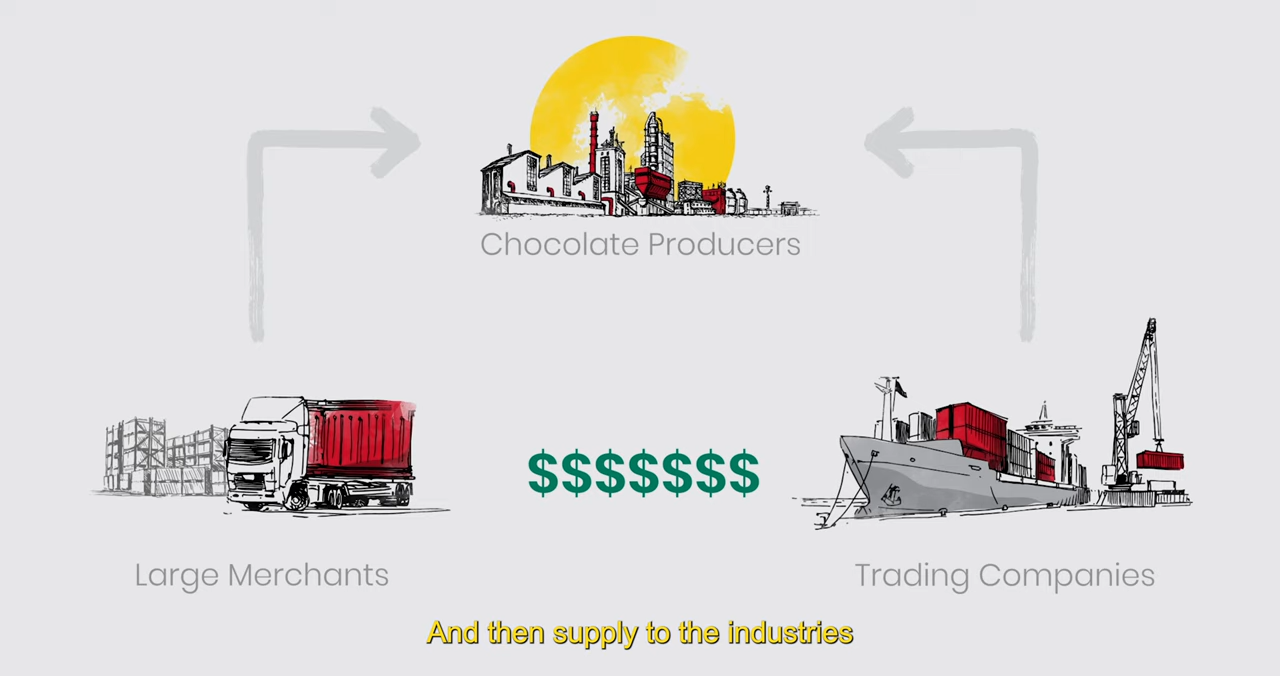 Chocolate Producers
$$$$$$$
Large Merchants
Trading Companies
And then supply to the industries